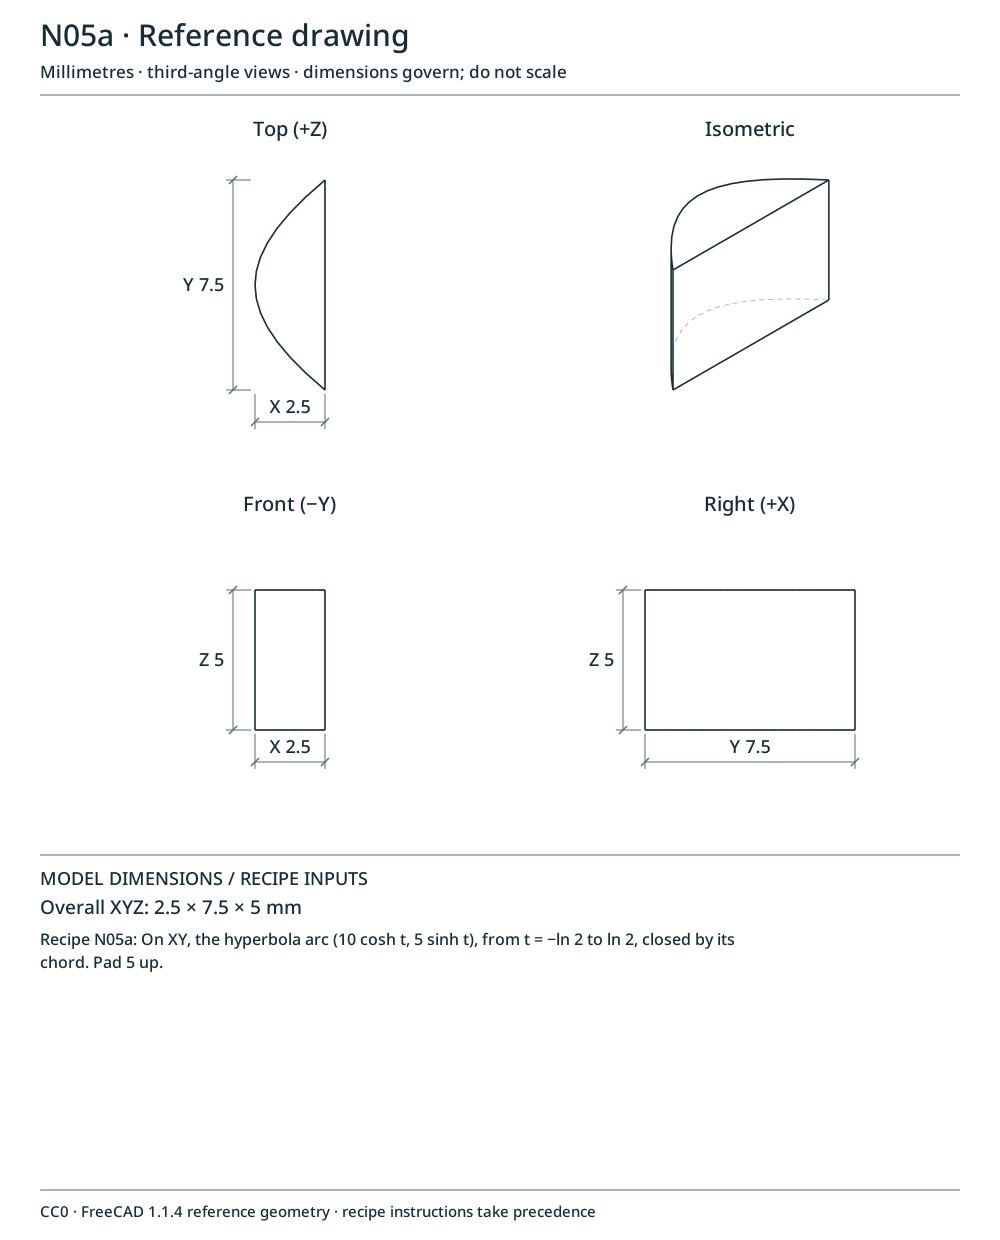 N05a · Reference drawing
Millimetres · third-angle views · dimensions govern; do not scale
Top (+Z)
Isometric
Y 7.5
X 2.5
Front (−Y)
Right (+X)
Z 5
Z 5
X 2.5
Y 7.5
MODEL DIMENSIONS / RECIPE INPUTS
Overall XYZ: 2.5 × 7.5 × 5 mm
Recipe N05a: On XY, the hyperbola arc (10 cosh t, 5 sinh t), from t = −ln 2 to ln 2, closed by its
chord. Pad 5 up.
CC0 · FreeCAD 1.1.4 reference geometry · recipe instructions take precedence